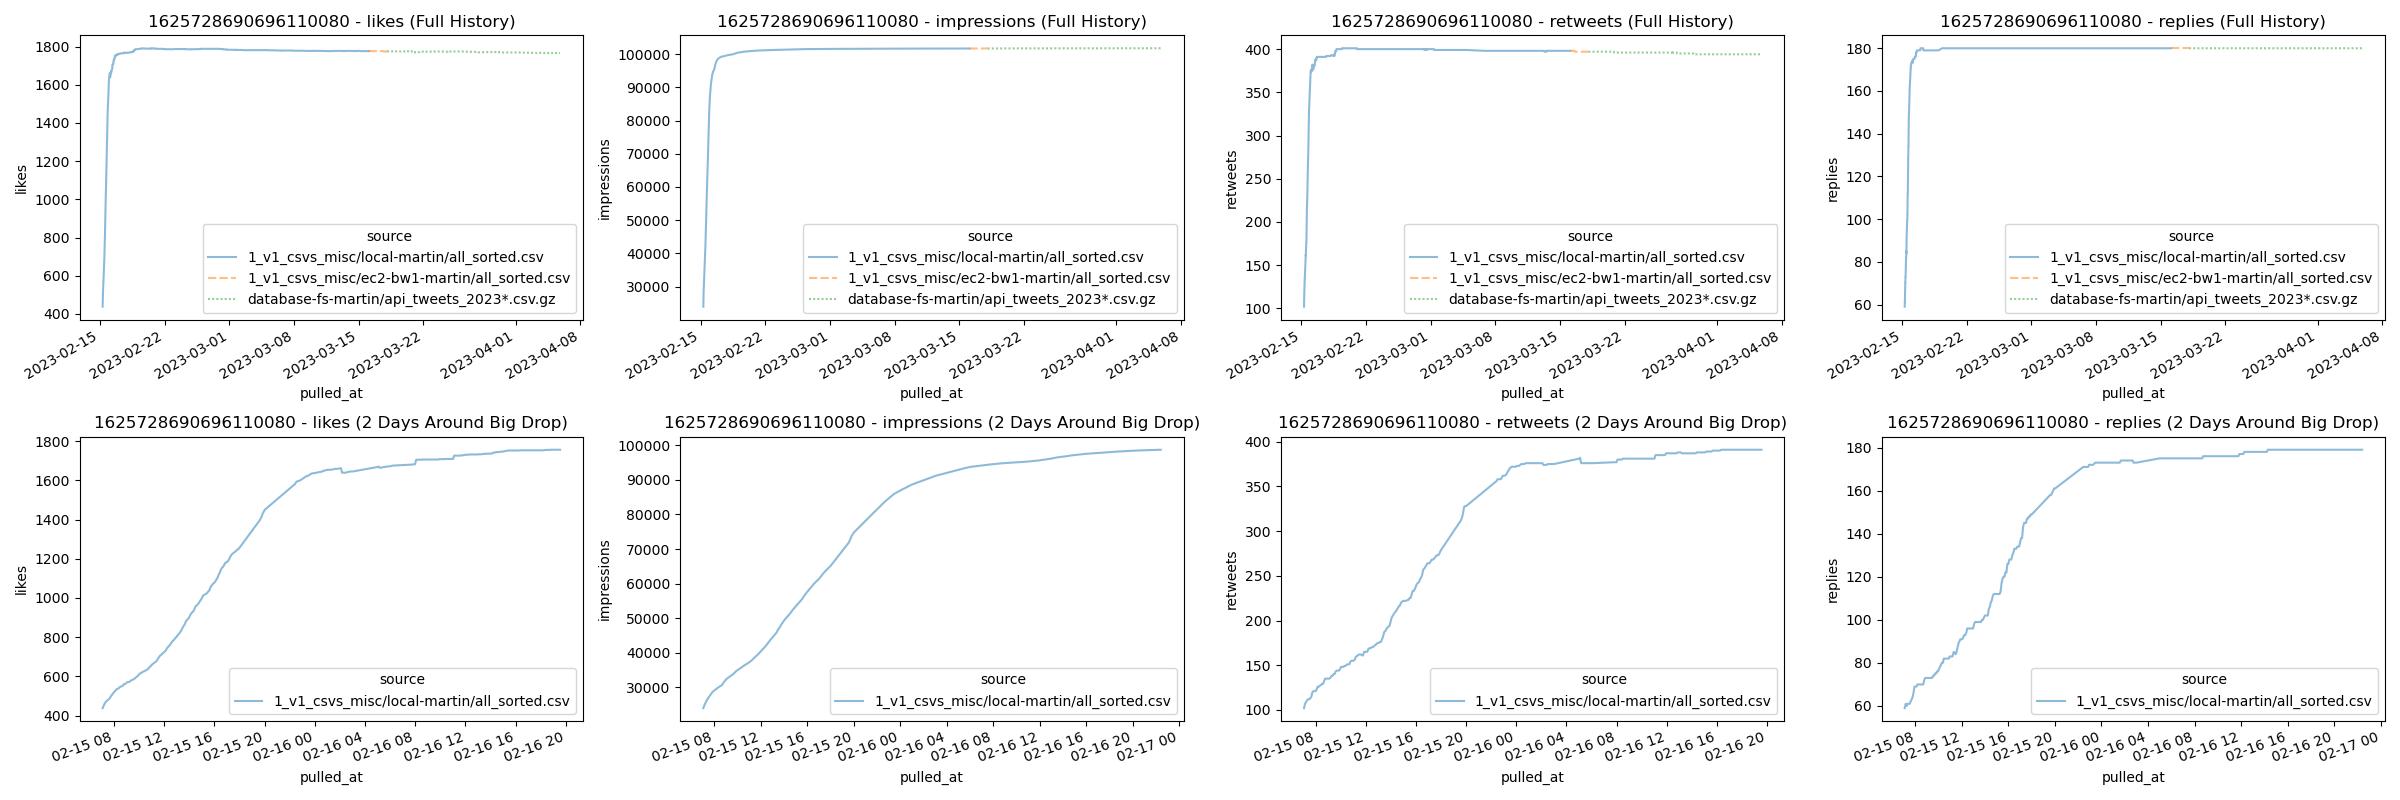 1625728690696110080 - likes (Full History)
likes
1800
1600
1400
1200
1000
800
600
400
source
1_v1_csvs_misc/local-martin/all_sorted.csv
1_v1_csvs_misc/ec2-bw1-martin/all_sorted.csv
database-fs-martin/api_tweets_2023*.csv.gz
2023-02-15
2023-02-22
2023-03-01
2023-03-08
2023-03-15
2023-03-22
2023-04-01
2023-04-08
pulled_at
1625728690696110080 - impressions (Full History)
impressions
100000
90000
80000
70000
60000
50000
40000
30000
source
1_v1_csvs_misc/local-martin/all_sorted.csv
1_v1_csvs_misc/ec2-bw1-martin/all_sorted.csv
database-fs-martin/api_tweets_2023*.csv.gz
2023-02-15
2023-02-22
2023-03-01
2023-03-08
2023-03-15
2023-03-22
2023-04-01
2023-04-08
pulled_at
1625728690696110080 - retweets (Full History)
retweets
400
350
300
250
200
150
100
source
1_v1_csvs_misc/local-martin/all_sorted.csv
1_v1_csvs_misc/ec2-bw1-martin/all_sorted.csv
database-fs-martin/api_tweets_2023*.csv.gz
2023-02-15
2023-02-22
2023-03-01
2023-03-08
2023-03-15
2023-03-22
2023-04-01
2023-04-08
pulled_at
1625728690696110080 - replies (Full History)
replies
180
160
140
120
100
80
60
source
1_v1_csvs_misc/local-martin/all_sorted.csv
1_v1_csvs_misc/ec2-bw1-martin/all_sorted.csv
database-fs-martin/api_tweets_2023*.csv.gz
2023-02-15
2023-02-22
2023-03-01
2023-03-08
2023-03-15
2023-03-22
2023-04-01
2023-04-08
pulled_at
1625728690696110080 - likes (2 Days Around Big Drop)
likes
1800
1600
1400
1200
1000
800
600
400
source
1_v1_csvs_misc/local-martin/all_sorted.csv
02-15 08
02-15 12
02-15 16
02-15 20
02-16 00
02-16 04
02-16 08
02-16 12
02-16 16
02-16 20
pulled_at
1625728690696110080 - impressions (2 Days Around Big Drop)
impressions
100000
90000
80000
70000
60000
50000
40000
30000
source
1_v1_csvs_misc/local-martin/all_sorted.csv
02-15 08
02-15 12
02-15 16
02-15 20
02-16 00
02-16 04
02-16 08
02-16 12
02-16 16
02-16 20
02-17 00
pulled_at
1625728690696110080 - retweets (2 Days Around Big Drop)
retweets
400
350
300
250
200
150
100
source
1_v1_csvs_misc/local-martin/all_sorted.csv
02-15 08
02-15 12
02-15 16
02-15 20
02-16 00
02-16 04
02-16 08
02-16 12
02-16 16
02-16 20
pulled_at
1625728690696110080 - replies (2 Days Around Big Drop)
replies
180
160
140
120
100
80
60
source
1_v1_csvs_misc/local-martin/all_sorted.csv
02-15 08
02-15 12
02-15 16
02-15 20
02-16 00
02-16 04
02-16 08
02-16 12
02-16 16
02-16 20
02-17 00
pulled_at